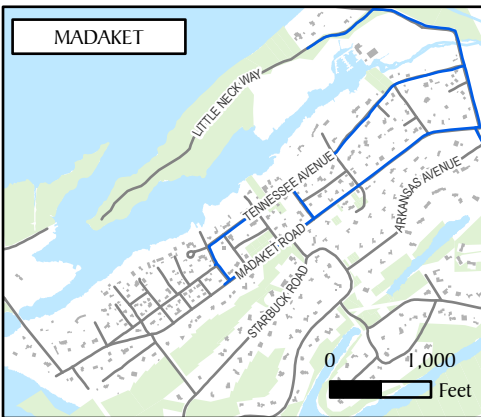 MADAKET
LITTLE NECK WAY
TENNESSEE AVENUE
ARKANSAS AVENUE
MADAKET ROAD
STARBUCK ROAD
0 1,000
Feet